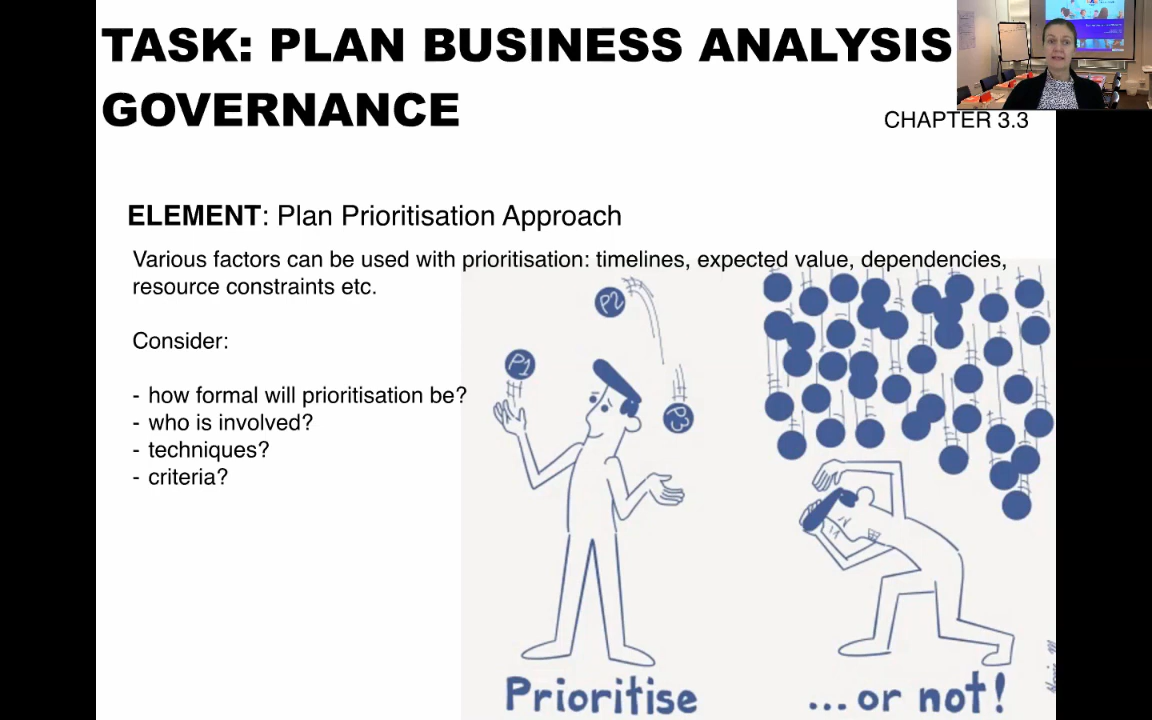 TASK: PLAN BUSINESS ANALYSIS
GOVERNANCE
CHAPTER 3.3
ELEMENT: Plan Prioritisation Approach
Various factors can be used with prioritisation: timelines, expected value, dependencies,
resource constraints etc.
Consider:
- how formal will prioritisation be?
- who is involved?
- techniques?
- criteria?
P2
P1
P3
Prioritise
...or not!